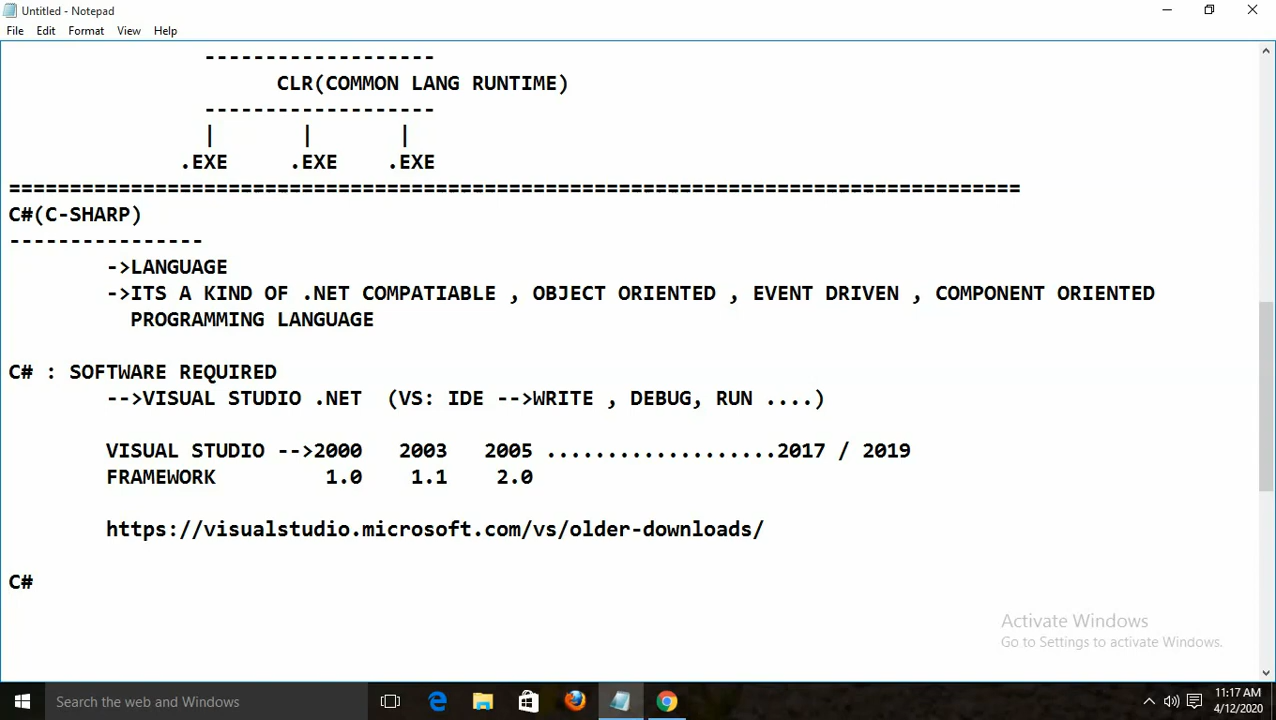 Untitled - Notepad
File Edit Format View Help
-------------------
CLR(COMMON LANG RUNTIME)
-------------------
| | |
.EXE .EXE .EXE
===================================================================================
C#(C-SHARP)
----------------
->LANGUAGE
->ITS A KIND OF .NET COMPATIABLE , OBJECT ORIENTED , EVENT DRIVEN , COMPONENT ORIENTED
PROGRAMMING LANGUAGE
C# : SOFTWARE REQUIRED
-->VISUAL STUDIO .NET (VS: IDE -->WRITE , DEBUG, RUN ....)
VISUAL STUDIO -->2000 2003 2005 ...................2017 / 2019
FRAMEWORK 1.0 1.1 2.0
https://visualstudio.microsoft.com/vs/older-downloads/
C#
Activate Windows
Go to Settings to activate Windows.
Search the web and Windows
11:17 AM
4/12/2020